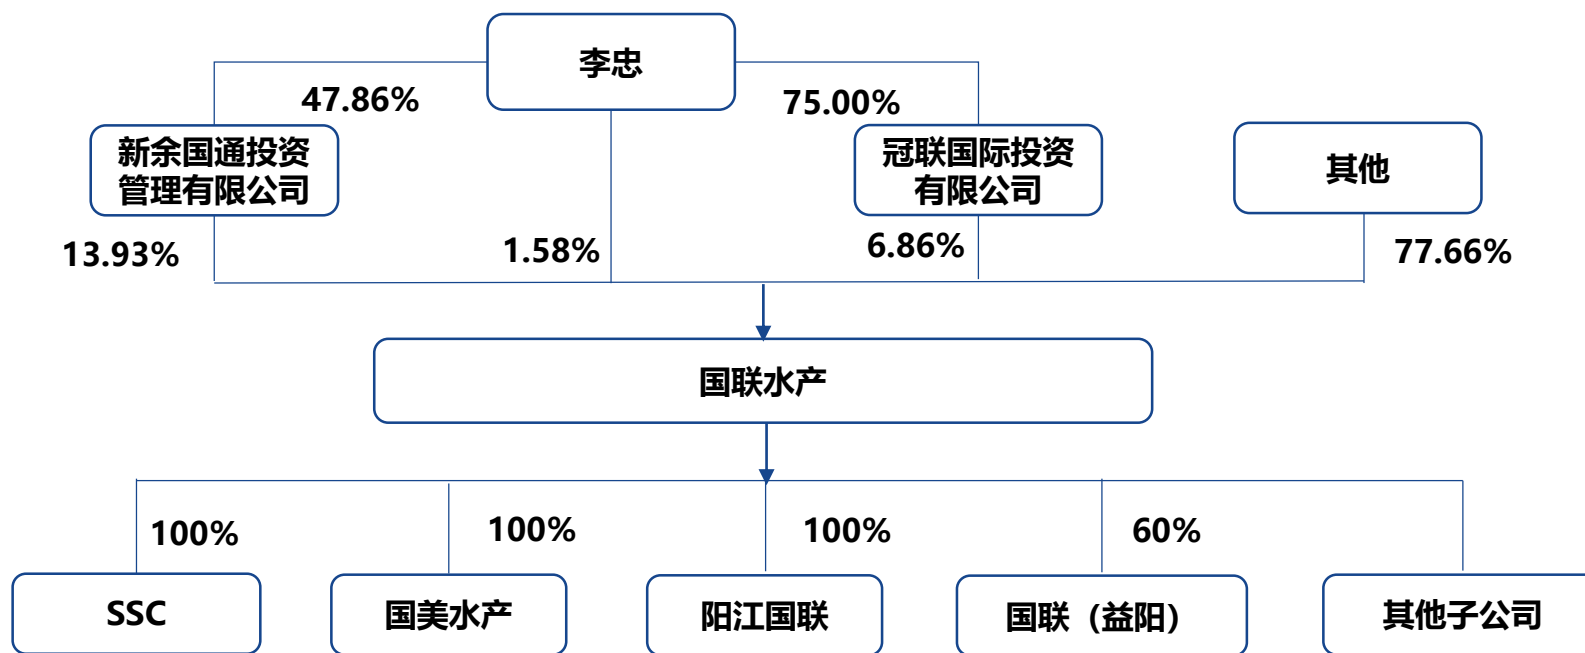 李忠
47.86%
75.00%
新余国通投资
管理有限公司
冠联国际投资
有限公司
其他
13.93%
1.58%
6.86%
77.66%
国联水产
100%
100%
100%
60%
SSC
国美水产
阳江国联
国联（益阳）
其他子公司